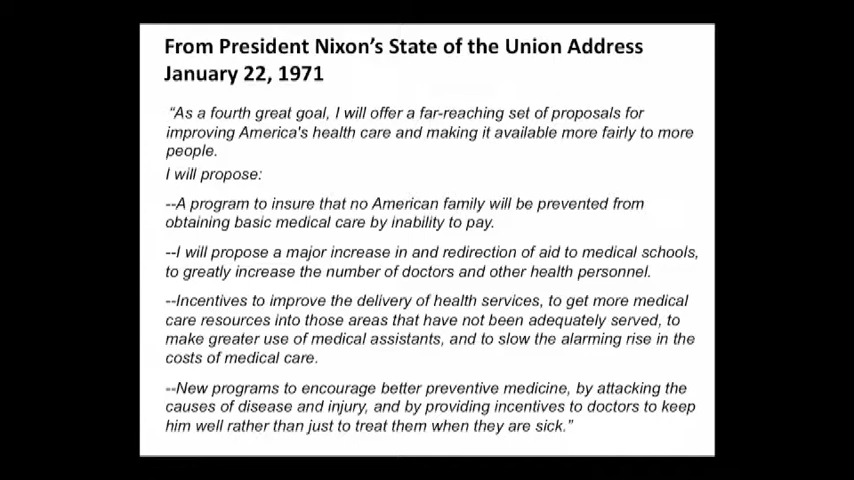 From President Nixon's State of the Union Address
January 22, 1971
“As a fourth great goal, I will offer a far-reaching set of proposals for
improving America's health care and making it available more fairly to more
people.
I will propose:
--A program to insure that no American family will be prevented from
obtaining basic medical care by inability to pay.
--I will propose a major increase in and redirection of aid to medical schools,
to greatly increase the number of doctors and other health personnel.
--Incentives to improve the delivery of health services, to get more medical
care resources into those areas that have not been adequately served, to
make greater use of medical assistants, and to slow the alarming rise in the
costs of medical care.
--New programs to encourage better preventive medicine, by attacking the
causes of disease and injury, and by providing incentives to doctors to keep
him well rather than just to treat them when they are sick.”